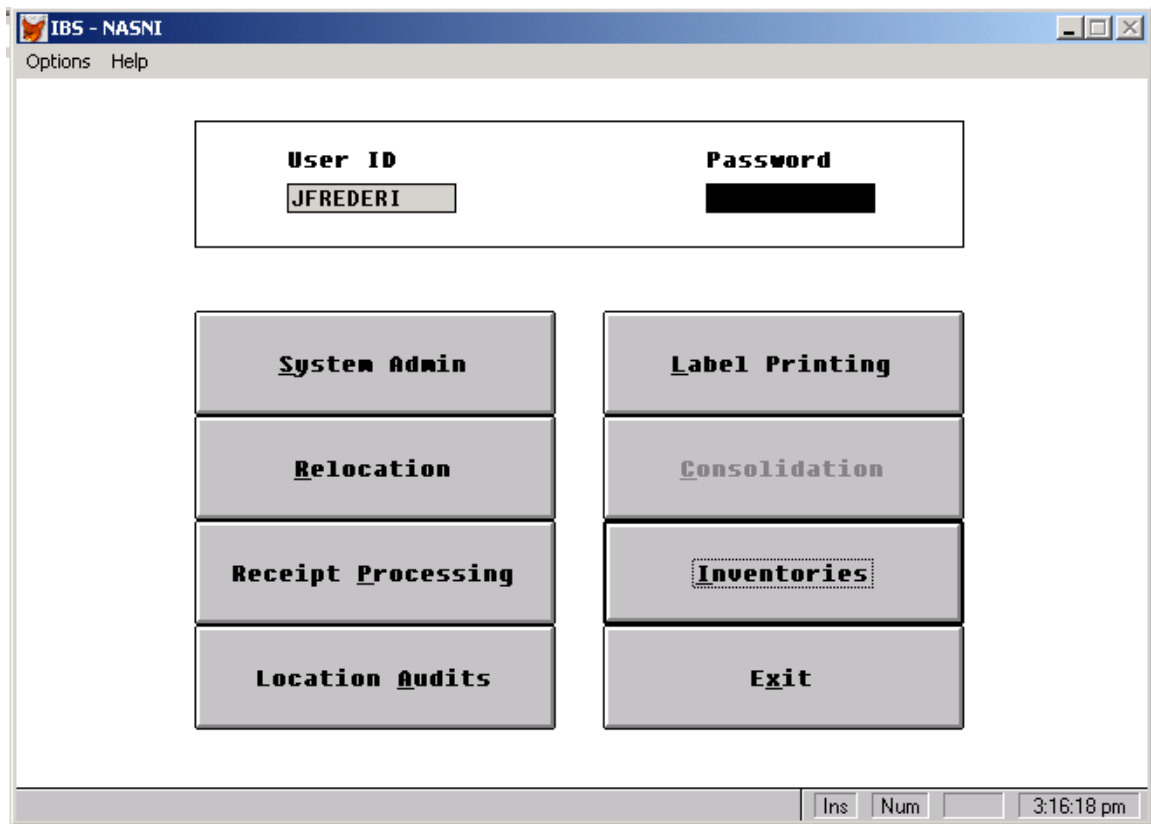 IBS - NASNI
Options Help
User ID Password
JFREDERI
System Admin Label Printing
Relocation Consolidation
Receipt Processing Inventories
Location Audits Exit
Ins Num 3:16:18 pm